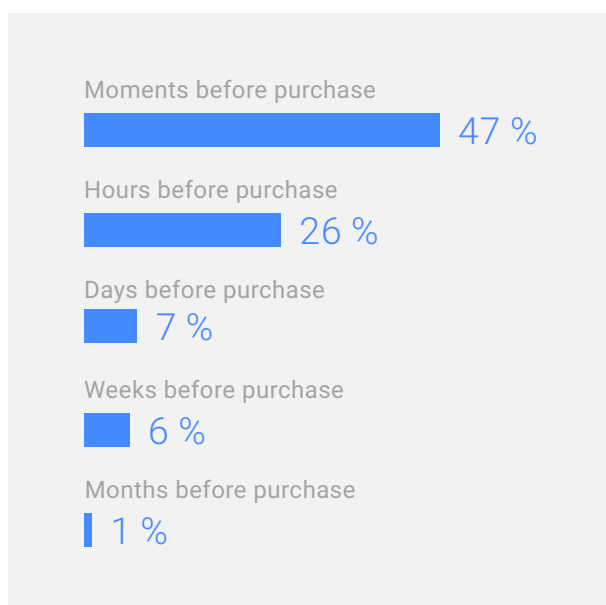 Moments before purchase
47 %
Hours before purchase
26 %
Days before purchase
7 %
Weeks before purchase
6 %
Months before purchase
1 %